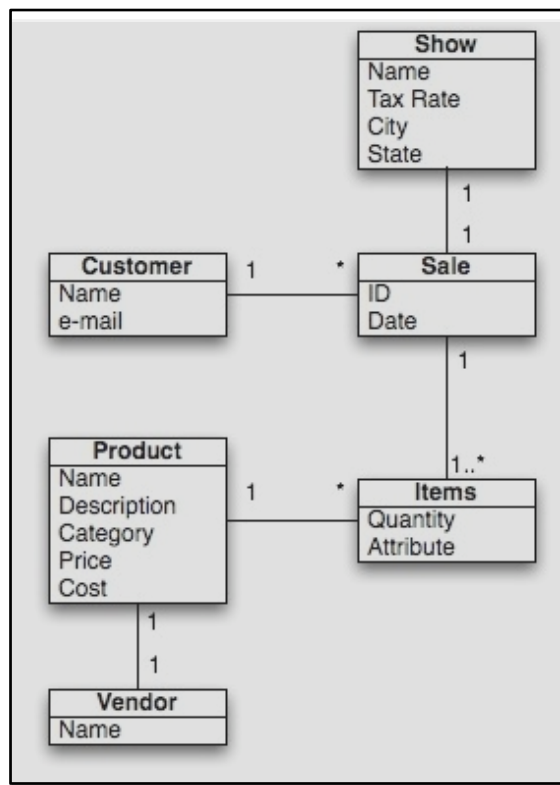 Show
Name
Tax Rate
City
State
1
1
Customer
Name
e-mail
1
*
Sale
ID
Date
1
1..*
Product
Name
Description
Category
Price
Cost
1
*
Items
Quantity
Attribute
1
1
Vendor
Name